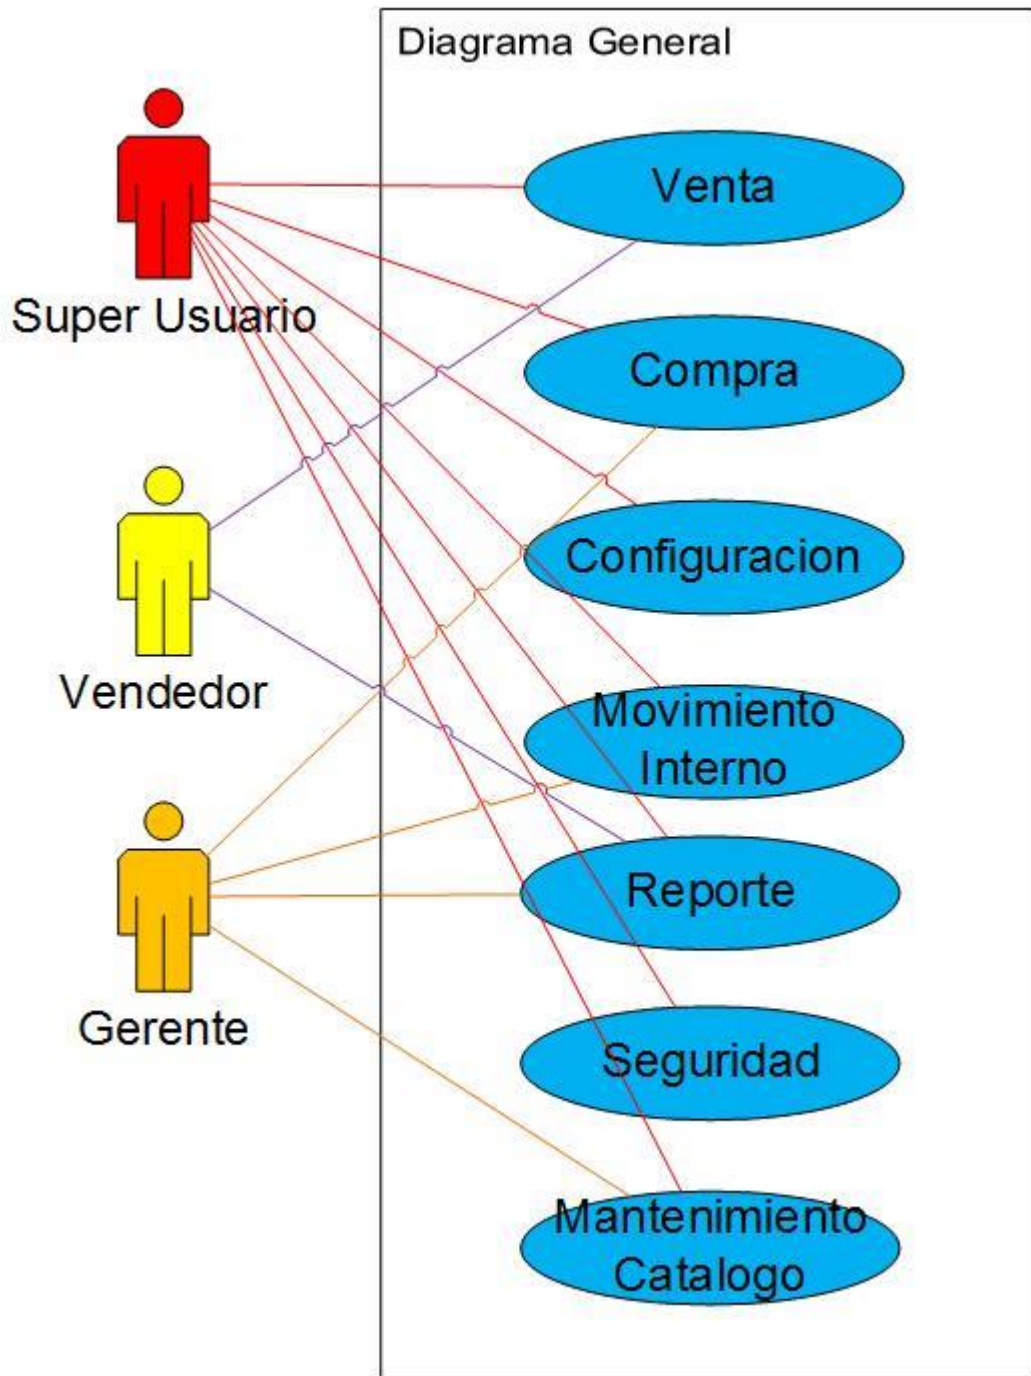 Diagrama General
Super Usuario
Vendedor
Gerente
Venta
Compra
Configuracion
Movimiento
Interno
Reporte
Seguridad
Mantenimiento
Catalogo